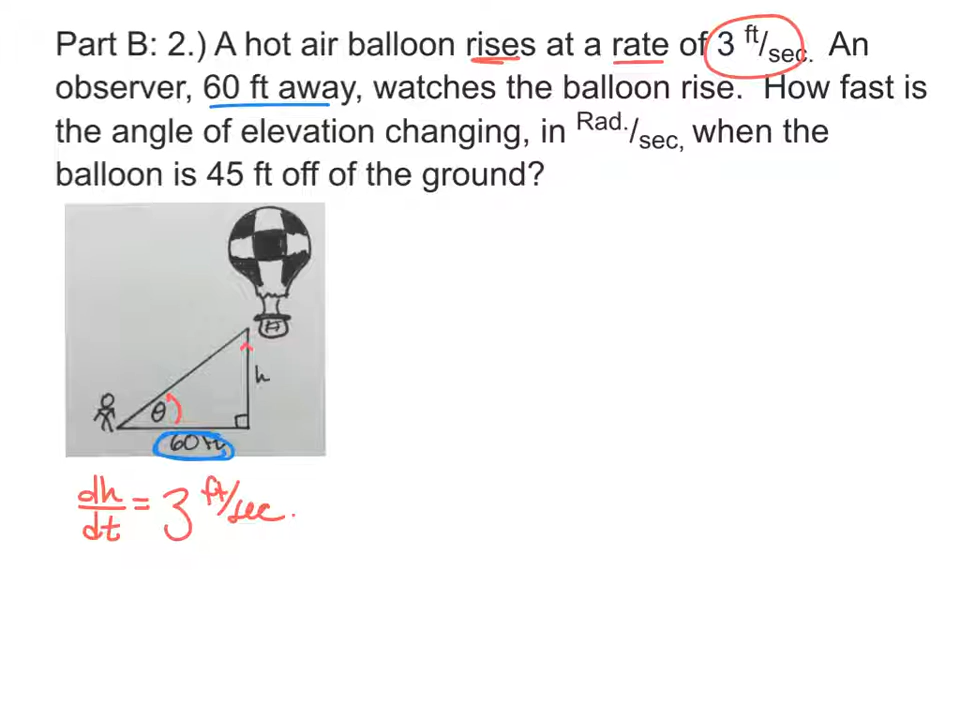 Part B: 2.) A hot air balloon rises at a rate of 3 ft/sec. An
observer, 60 ft away, watches the balloon rise. How fast is
the angle of elevation changing, in Rad./sec, when the
balloon is 45 ft off of the ground?
h
θ
60 ft
dh/dt = 3 ft/sec.